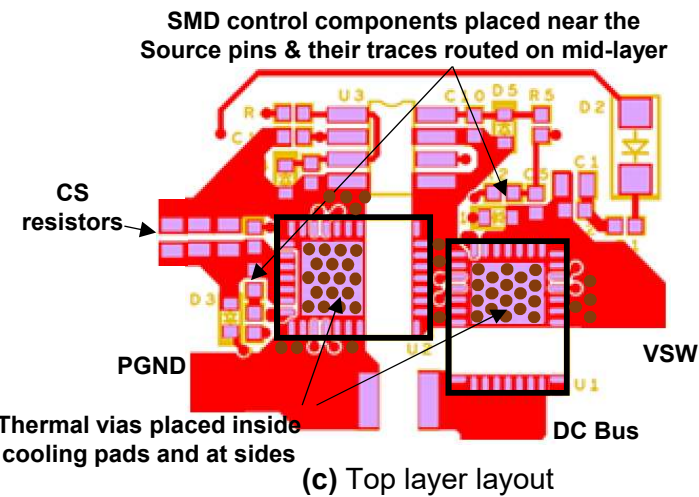 SMD control components placed near the
Source pins & their traces routed on mid-layer
U3
C10
D5
R5
D2
R
C1
CS
resistors
C5
C1
D3
PGND
U2
VSW
U1
Thermal vias placed inside
cooling pads and at sides
DC Bus
(c) Top layer layout